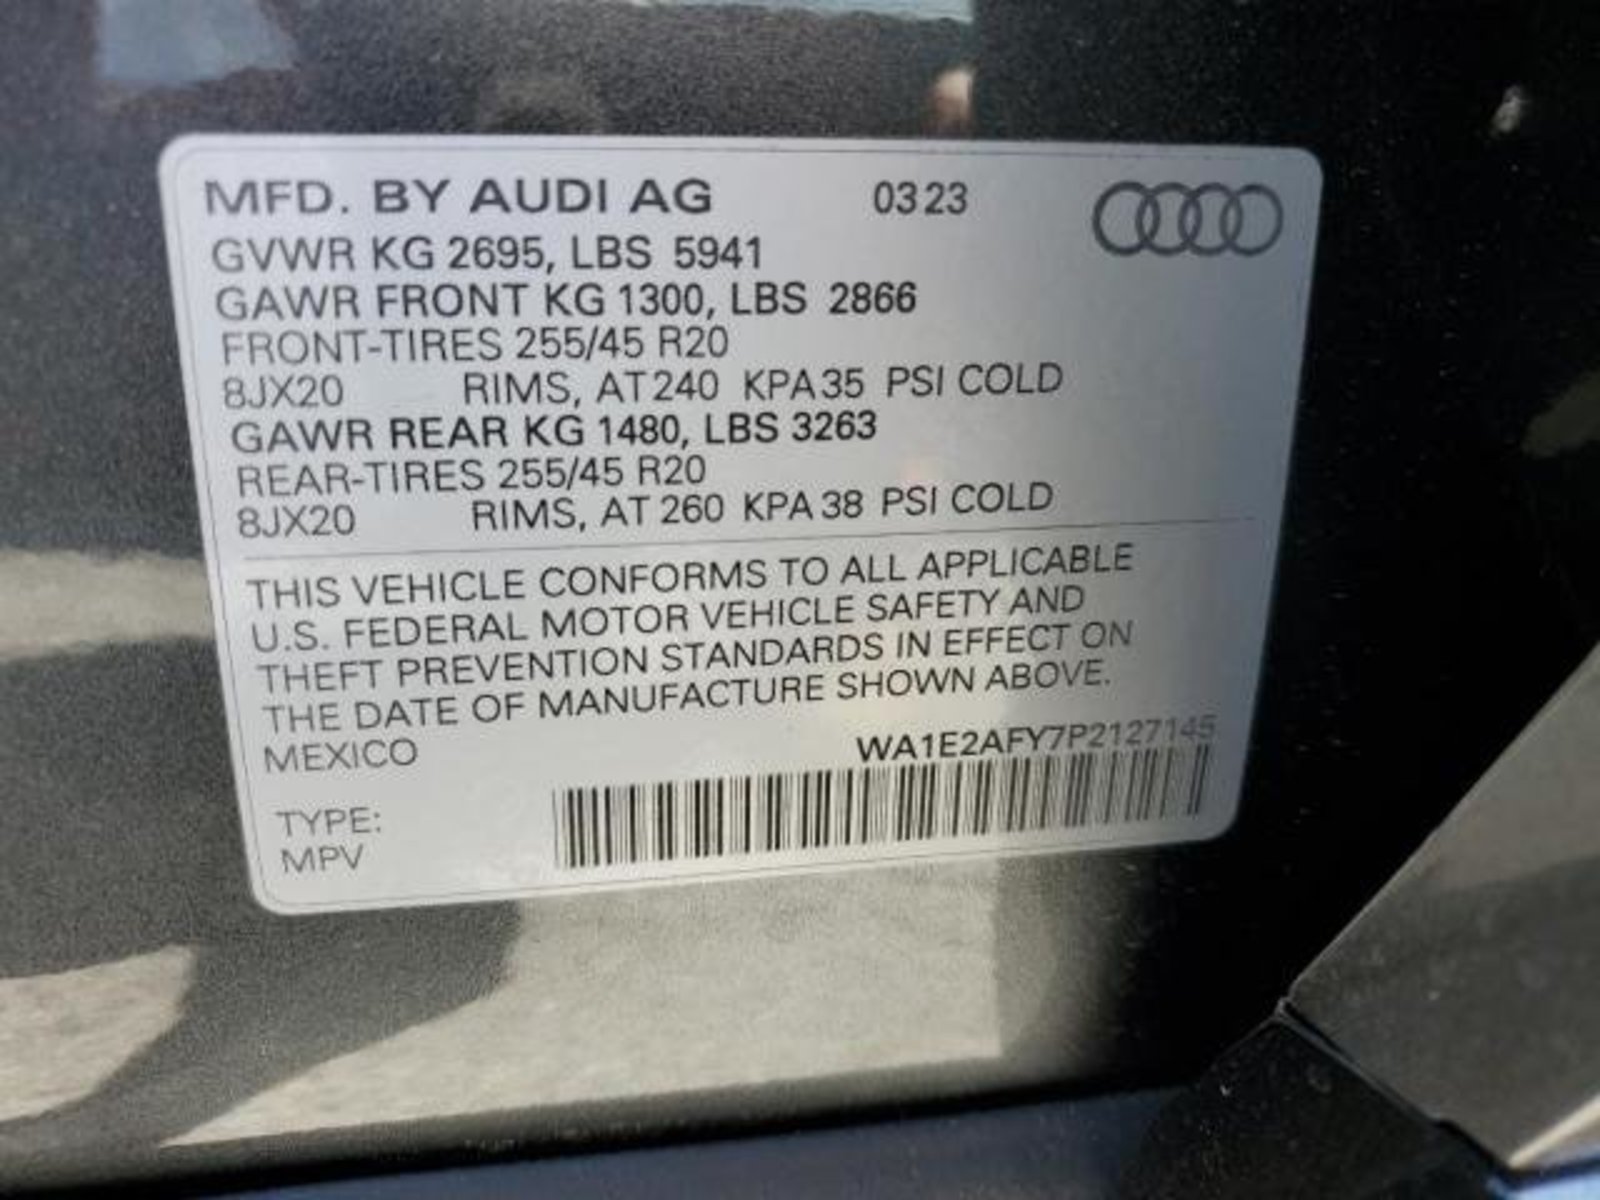 MFD. BY AUDI AG 03 23
GVWR KG 2695, LBS 5941
GAWR FRONT KG 1300, LBS 2866
FRONT-TIRES 255/45 R20
8JX20 RIMS, AT 240 KPA 35 PSI COLD
GAWR REAR KG 1480, LBS 3263
REAR-TIRES 255/45 R20
8JX20 RIMS, AT 260 KPA 38 PSI COLD
THIS VEHICLE CONFORMS TO ALL APPLICABLE
U.S. FEDERAL MOTOR VEHICLE SAFETY AND
THEFT PREVENTION STANDARDS IN EFFECT ON
THE DATE OF MANUFACTURE SHOWN ABOVE.
MEXICO WA1E2AFY7P2127145
TYPE:
MPV